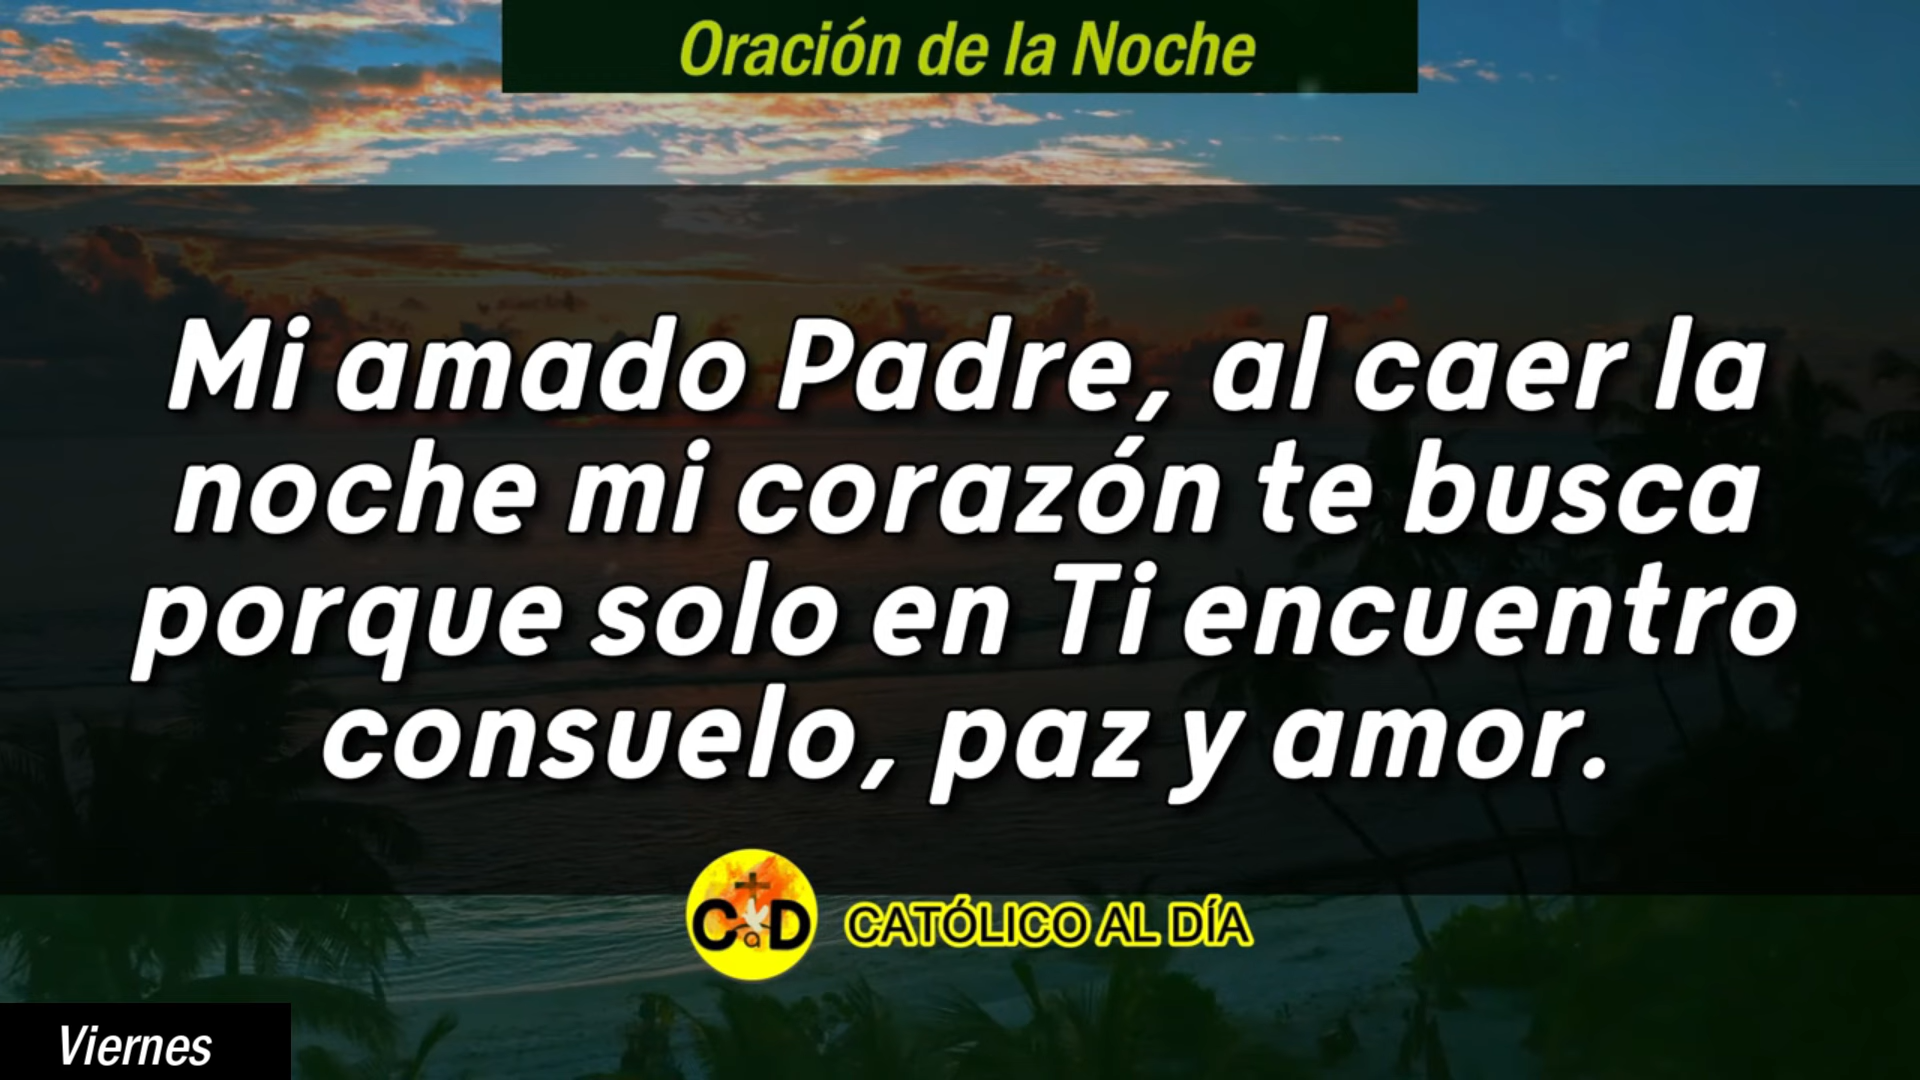 Oración de la Noche
Mi amado Padre, al caer la
noche mi corazón te busca
porque solo en Ti encuentro
consuelo, paz y amor.
CaD
CATÓLICO AL DÍA
Viernes